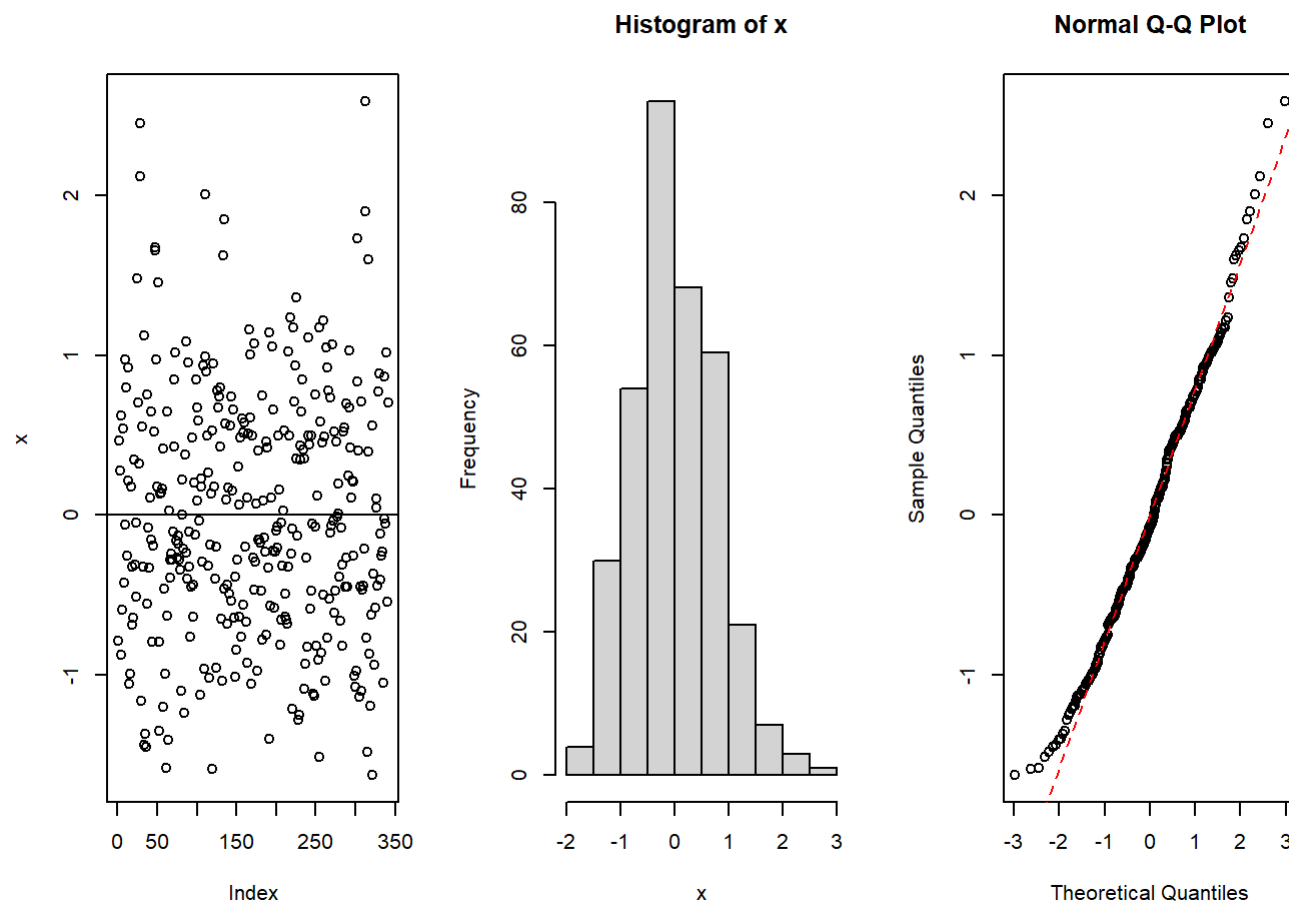 Histogram of x
Normal Q-Q Plot
x
2
1
0
-1
0 50 150 250 350
Index
Frequency
80
60
40
20
0
-2 -1 0 1 2 3
x
Sample Quantiles
2
1
0
-1
-3 -2 -1 0 1 2 3
Theoretical Quantiles